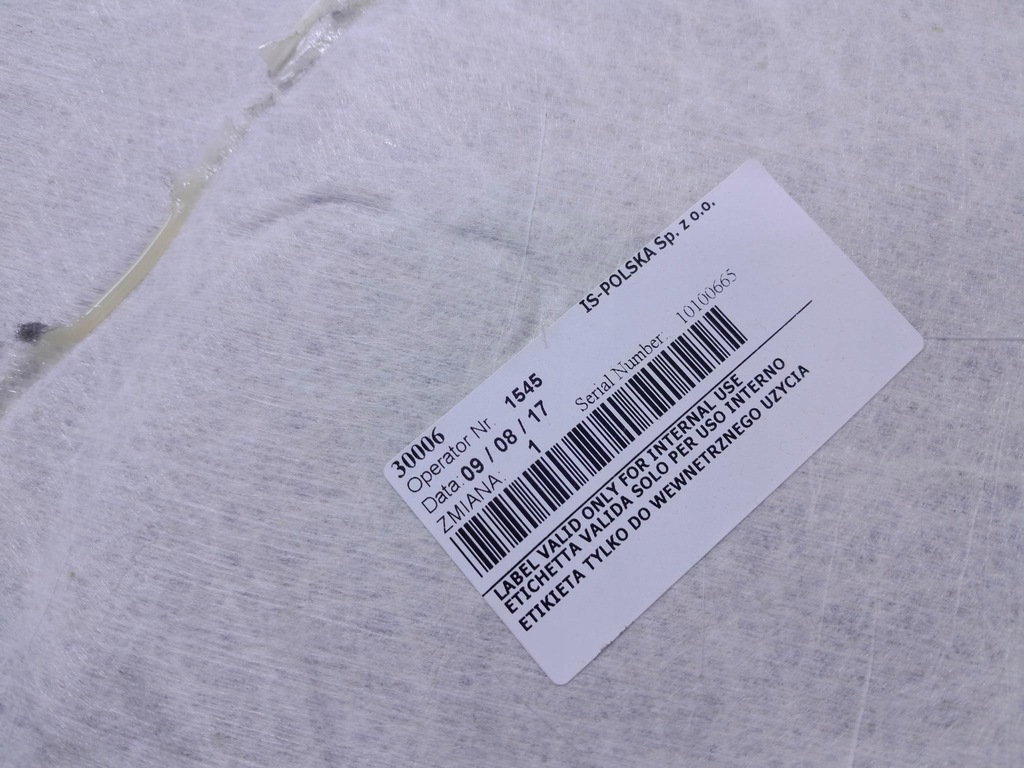 IS-POLSKA Sp. z o.o.
30006
Operator Nr. 1545
Data: 09 / 08 / 17
ZMIANA: 1
Serial Number: 10100665
LABEL VALID ONLY FOR INTERNAL USE
ETICHETTA VALIDA SOLO PER USO INTERNO
ETIKIETA TYLKO DO WEWNETRZNEGO UZYCIA